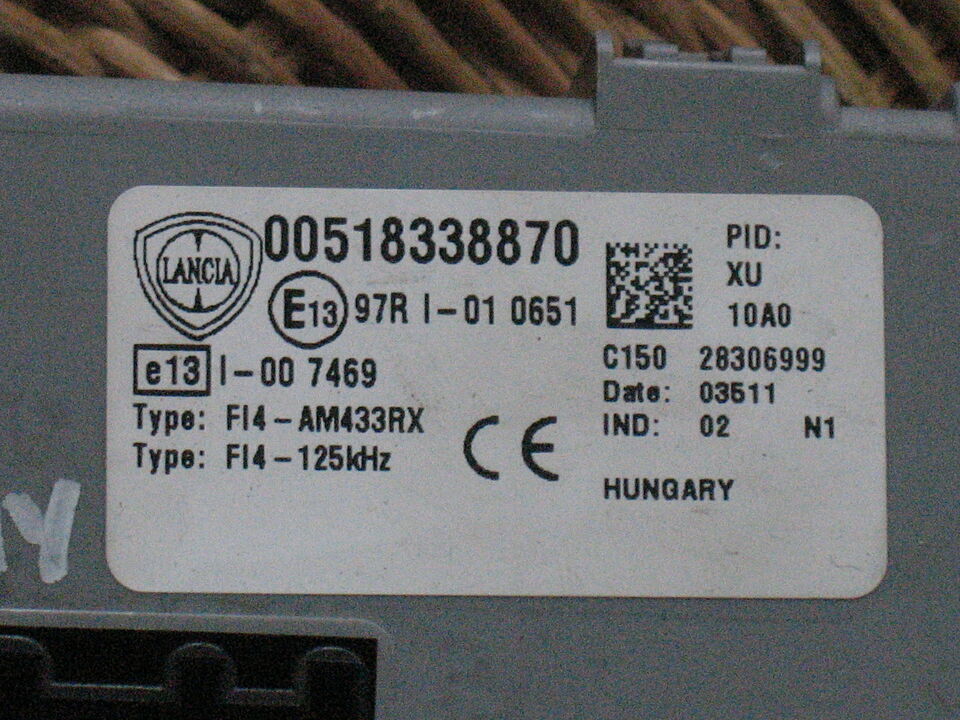 LANCIA
00518338870
E13 97R I-01 0651
e13 I-00 7469
Type: FI4-AM433RX
Type: FI4-125kHz
CE
PID:
XU
10A0
C150 28306999
Date: 03511
IND: 02 N1
HUNGARY